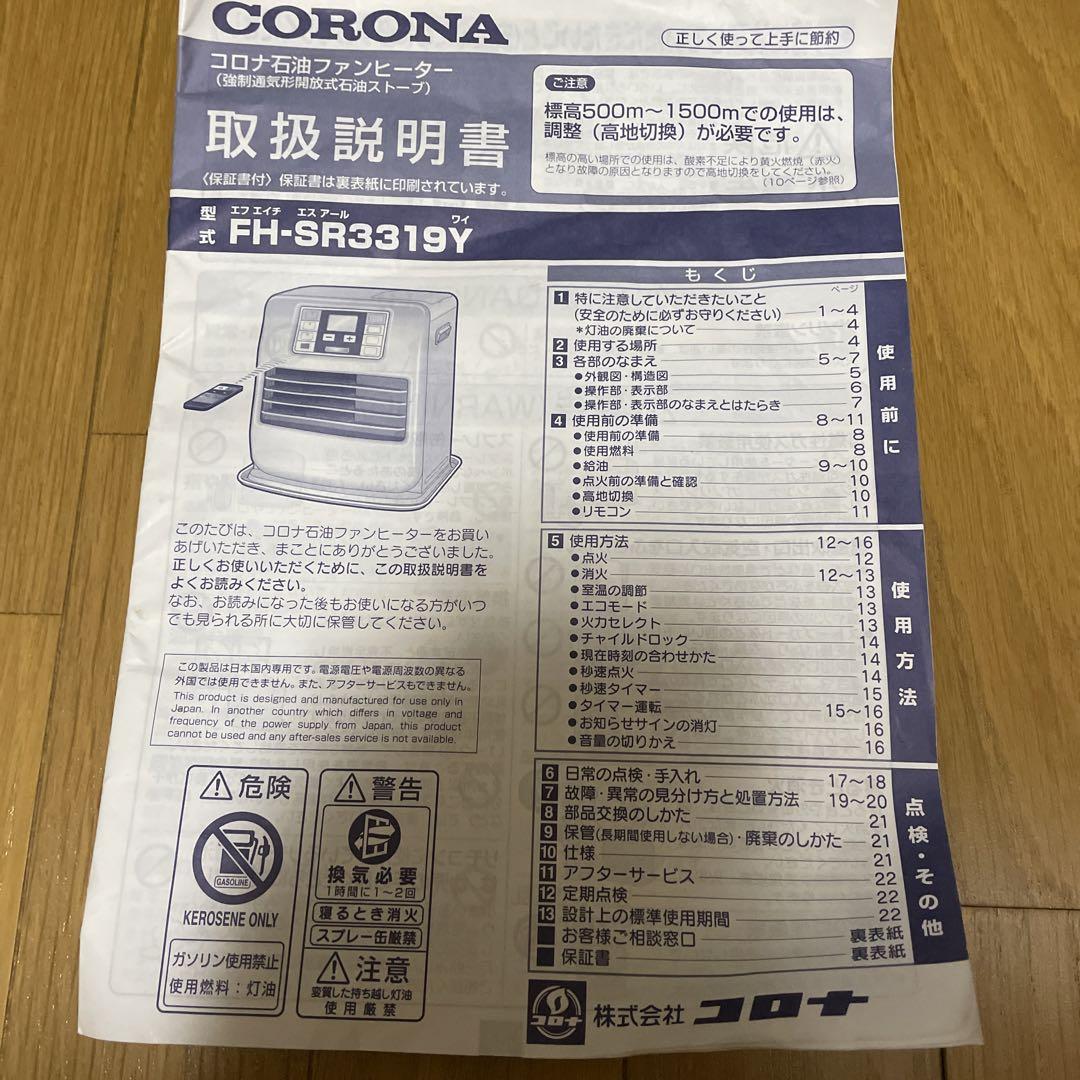 CORONA
正しく使って上手に節約
コロナ石油ファンヒーター
(強制通気形開放式石油ストーブ)
取扱説明書
〈保証書付〉保証書は裏表紙に印刷されています。
ご注意
標高500m～1500mでの使用は、
調整（高地切換）が必要です。
標高の高い場所での使用は、酸素不足により黄火燃焼（赤火）
となり故障の原因となりますので高地切換をしてください。
(10ページ参照)
エフ エイチ エス アール ワイ
型式 FH-SR3319Y
このたびは、コロナ石油ファンヒーターをお買い
あげいただき、まことにありがとうございました。
正しくお使いいただくために、この取扱説明書を
よくお読みください。
なお、お読みになった後もお使いになる方がいつ
でも見られる所に大切に保管してください。
この製品は日本国内専用です。電源電圧や電源周波数の異なる
外国では使用できません。また、アフターサービスもできません。
This product is designed and manufactured for use only in
Japan. In another country which differs in voltage and
frequency of the power supply from Japan, this product
cannot be used and any after-sales service is not available.
危険
GASOLINE
KEROSENE ONLY
ガソリン使用禁止
使用燃料：灯油
警告
換気必要
1時間に1～2回
寝るとき消火
スプレー缶厳禁
注意
変質した持ち越し灯油
使用厳禁
もくじ
ページ
1 特に注意していただきたいこと
(安全のために必ずお守りください) 1～4
*灯油の廃棄について 4
2 使用する場所 4
3 各部のなまえ 5～7
●外観図・構造図 5
●操作部・表示部 6
●操作部・表示部のなまえとはたらき 7
4 使用前の準備 8～11
●使用前の準備 8
●使用燃料 8
●給油 9～10
●点火前の準備と確認 10
●高地切換 10
●リモコン 11
使用前に
5 使用方法 12～16
●点火 12
●消火 12～13
●室温の調節 13
●エコモード 13
●火力セレクト 13
●チャイルドロック 14
●現在時刻の合わせかた 14
●秒速点火 14
●秒速タイマー 15
●タイマー運転 15～16
●お知らせサインの消灯 16
●音量の切りかえ 16
使用方法
6 日常の点検・手入れ 17～18
7 故障・異常の見分け方と処置方法 19～20
8 部品交換のしかた 21
9 保管(長期間使用しない場合)・廃棄のしかた 21
10 仕様 21
11 アフターサービス 22
12 定期点検 22
13 設計上の標準使用期間 22
お客様ご相談窓口 裏表紙
保証書 裏表紙
点検・その他
コロナ
株式会社 コロナ